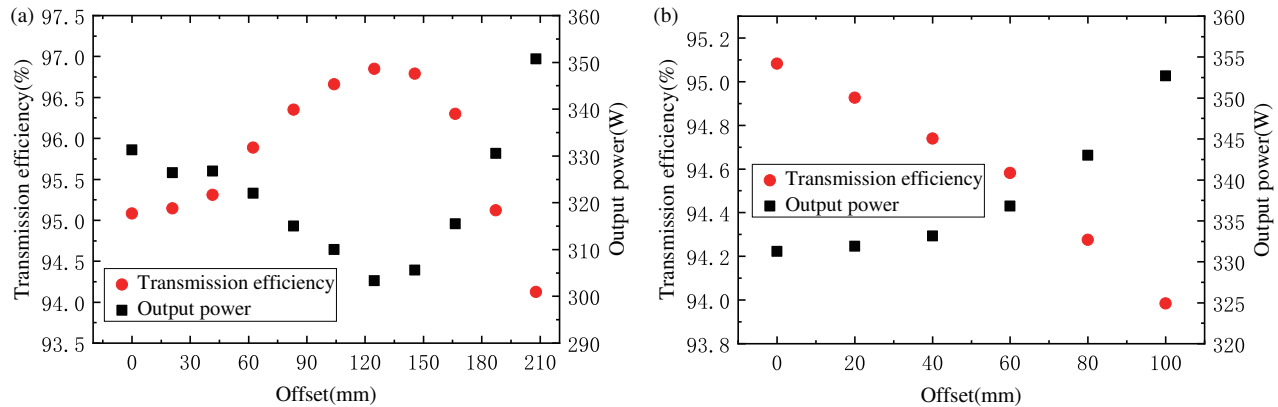 (a)
97.5
97.0
96.5
96.0
95.5
95.0
94.5
94.0
93.5
Transmission efficiency(%)
360
350
340
330
320
310
300
290
Output power(W)
Transmission efficiency
Output power
0 30 60 90 120 150 180 210
Offset(mm)
(b)
95.2
95.0
94.8
94.6
94.4
94.2
94.0
93.8
Transmission efficiency(%)
360
355
350
345
340
335
330
325
320
Output power(W)
Transmission efficiency
Output power
0 20 40 60 80 100
Offset(mm)